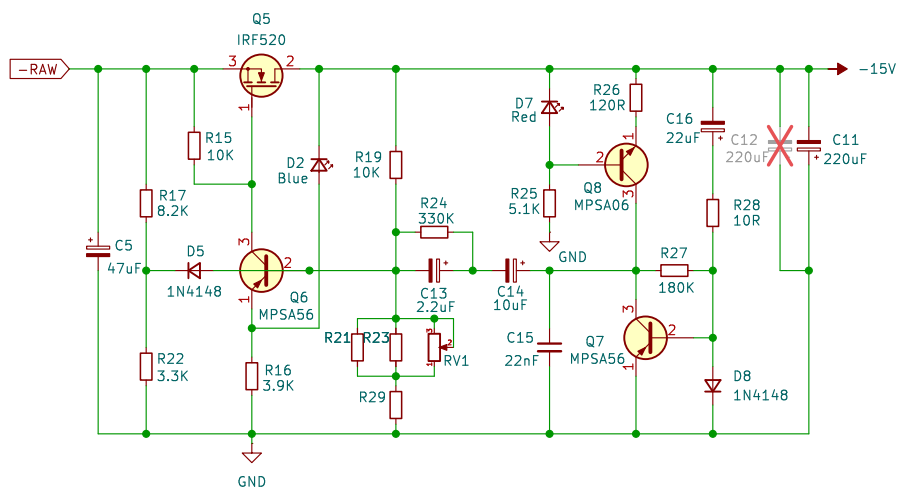 Q5
IRF520
-RAW
3
2
-15V
1
D7
Red
R26
120R
C16
22uF
C12
220uF
C11
220uF
R15
10K
D2
Blue
R19
10K
1
2
3
Q8
MPSA06
R17
8.2K
R24
330K
R25
5.1K
R28
10R
C5
47uF
3
D5
1N4148
2
GND
R27
180K
1
Q6
MPSA56
C13
2.2uF
C14
10uF
R21
R23
3
2
1
RV1
C15
22nF
Q7
MPSA56
3
2
1
R22
3.3K
R16
3.9K
R29
D8
1N4148
GND